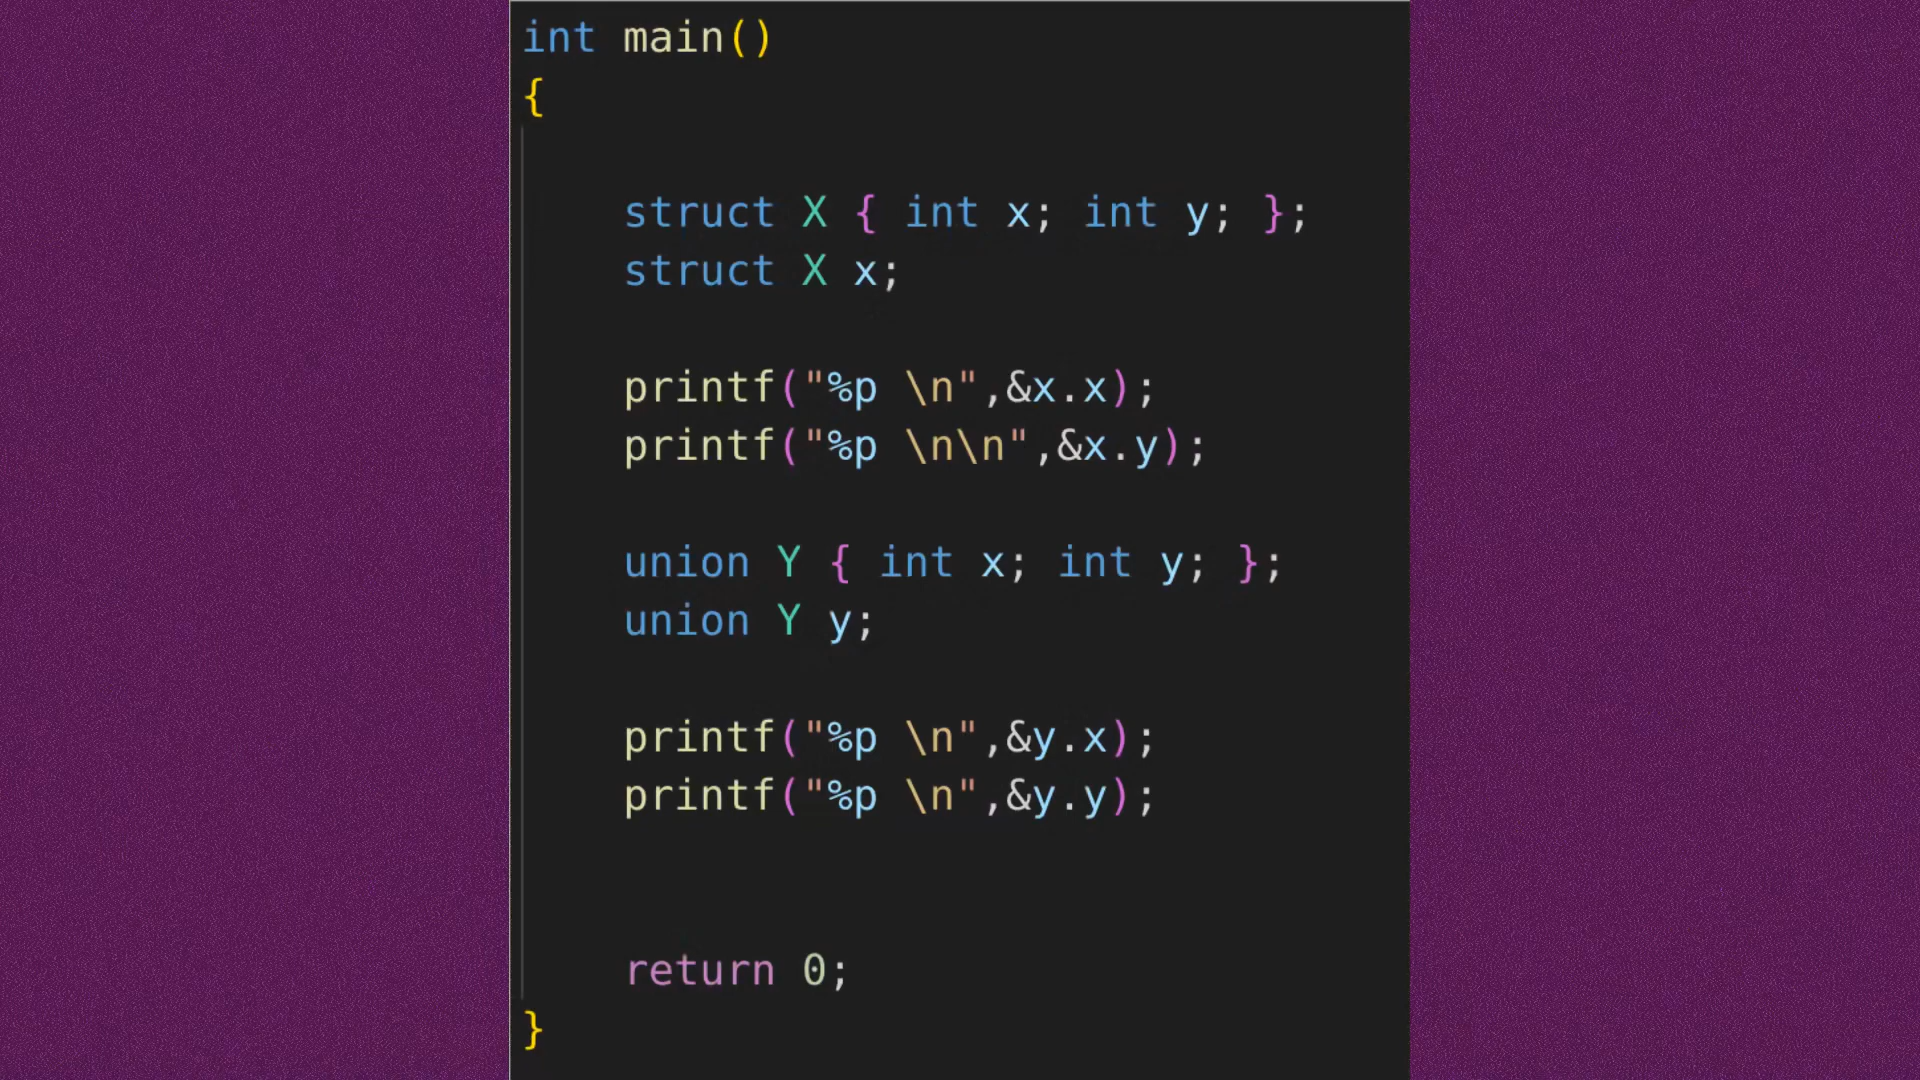 int main()
{
struct X { int x; int y; };
struct X x;
printf("%p \n",&x.x);
printf("%p \n\n",&x.y);
union Y { int x; int y; };
union Y y;
printf("%p \n",&y.x);
printf("%p \n",&y.y);
return 0;
}